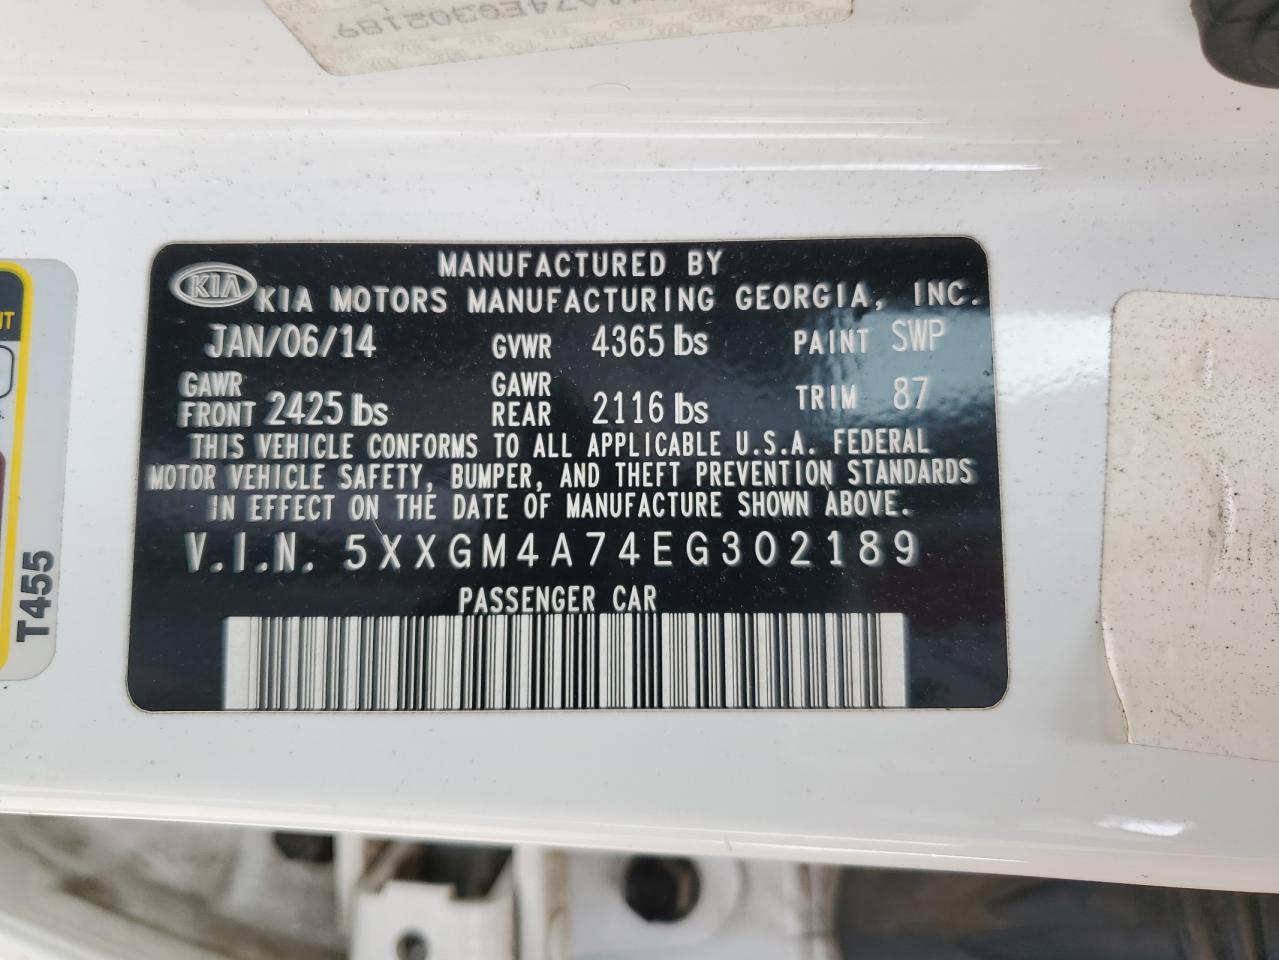 A74EG302189
MANUFACTURED BY
KIA
KIA MOTORS MANUFACTURING GEORGIA, INC.
JAN/06/14 GVWR 4365 lbs PAINT SWP
GAWR FRONT 2425 lbs GAWR REAR 2116 lbs TRIM 87
THIS VEHICLE CONFORMS TO ALL APPLICABLE U.S.A. FEDERAL
MOTOR VEHICLE SAFETY, BUMPER, AND THEFT PREVENTION STANDARDS
IN EFFECT ON THE DATE OF MANUFACTURE SHOWN ABOVE.
V.I.N. 5XXGM4A74EG302189
PASSENGER CAR
T455